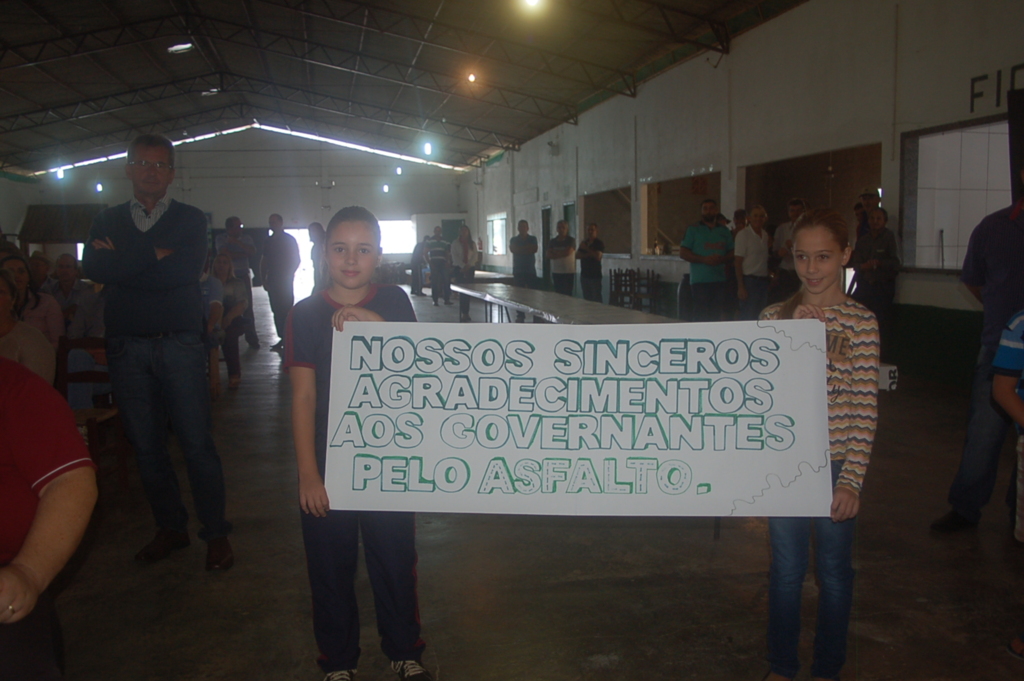 NOSSOS SINCEROS
AGRADECIMENTOS
AOS GOVERNANTES
PELO ASFALTO.